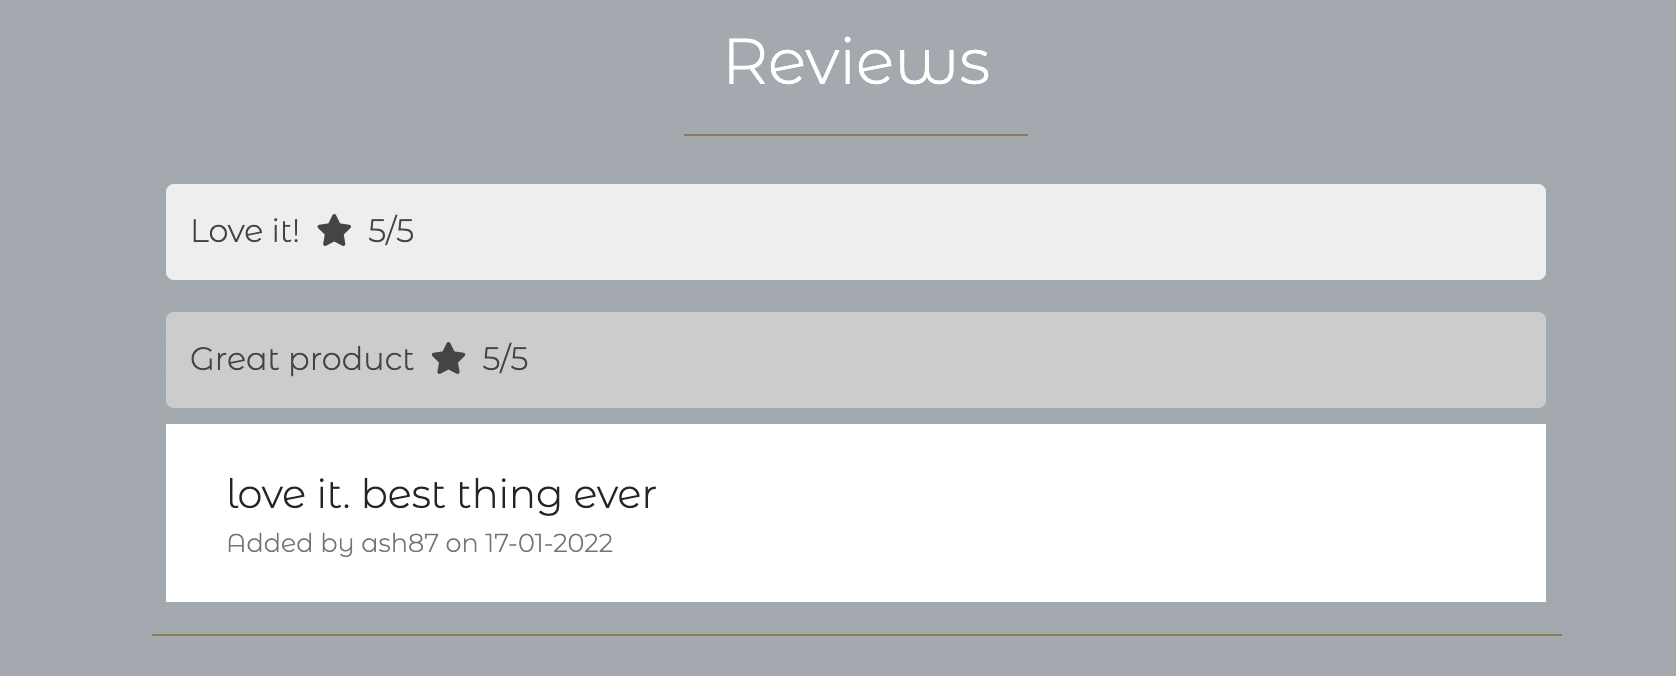 Reviews
Love it! ★ 5/5
Great product ★ 5/5
love it. best thing ever
Added by ash87 on 17-01-2022